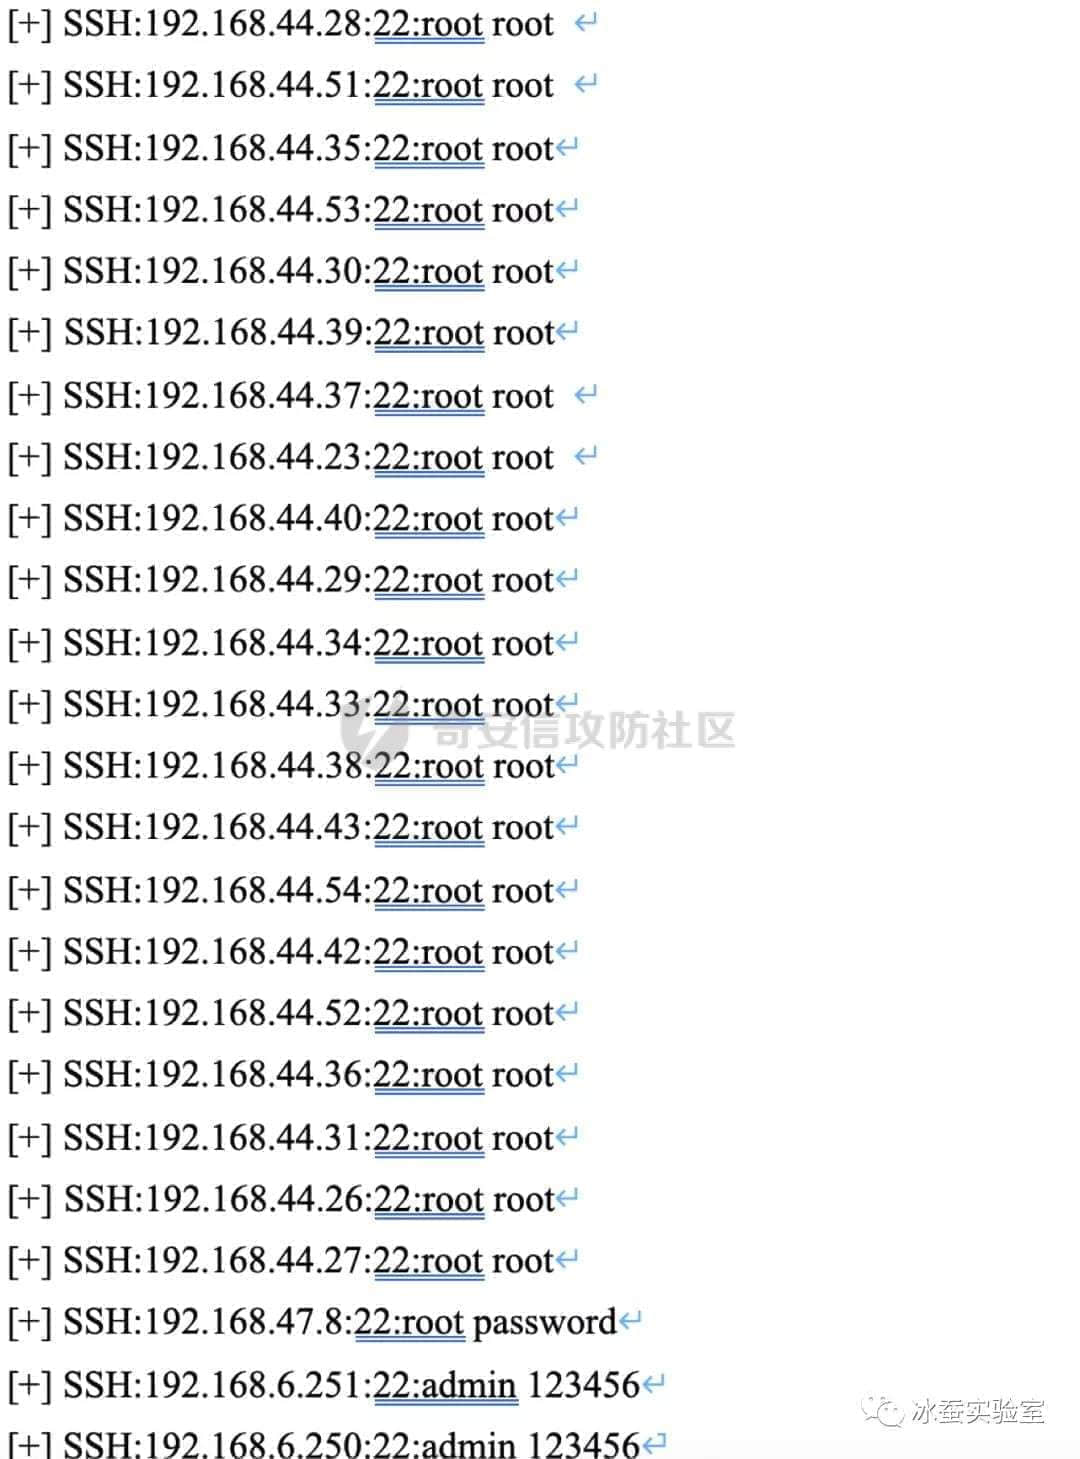 [+] SSH:192.168.44.28:22:root root ↵
[+] SSH:192.168.44.51:22:root root ↵
[+] SSH:192.168.44.35:22:root root↵
[+] SSH:192.168.44.53:22:root root↵
[+] SSH:192.168.44.30:22:root root↵
[+] SSH:192.168.44.39:22:root root↵
[+] SSH:192.168.44.37:22:root root ↵
[+] SSH:192.168.44.23:22:root root ↵
[+] SSH:192.168.44.40:22:root root↵
[+] SSH:192.168.44.29:22:root root↵
[+] SSH:192.168.44.34:22:root root↵
[+] SSH:192.168.44.33:22:root root↵
奇安信攻防社区
[+] SSH:192.168.44.38:22:root root↵
[+] SSH:192.168.44.43:22:root root↵
[+] SSH:192.168.44.54:22:root root↵
[+] SSH:192.168.44.42:22:root root↵
[+] SSH:192.168.44.52:22:root root↵
[+] SSH:192.168.44.36:22:root root↵
[+] SSH:192.168.44.31:22:root root↵
[+] SSH:192.168.44.26:22:root root↵
[+] SSH:192.168.44.27:22:root root↵
[+] SSH:192.168.47.8:22:root password↵
[+] SSH:192.168.6.251:22:admin 123456↵
冰蚕实验室
[+] SSH:192.168.6.250:22:admin 123456↵